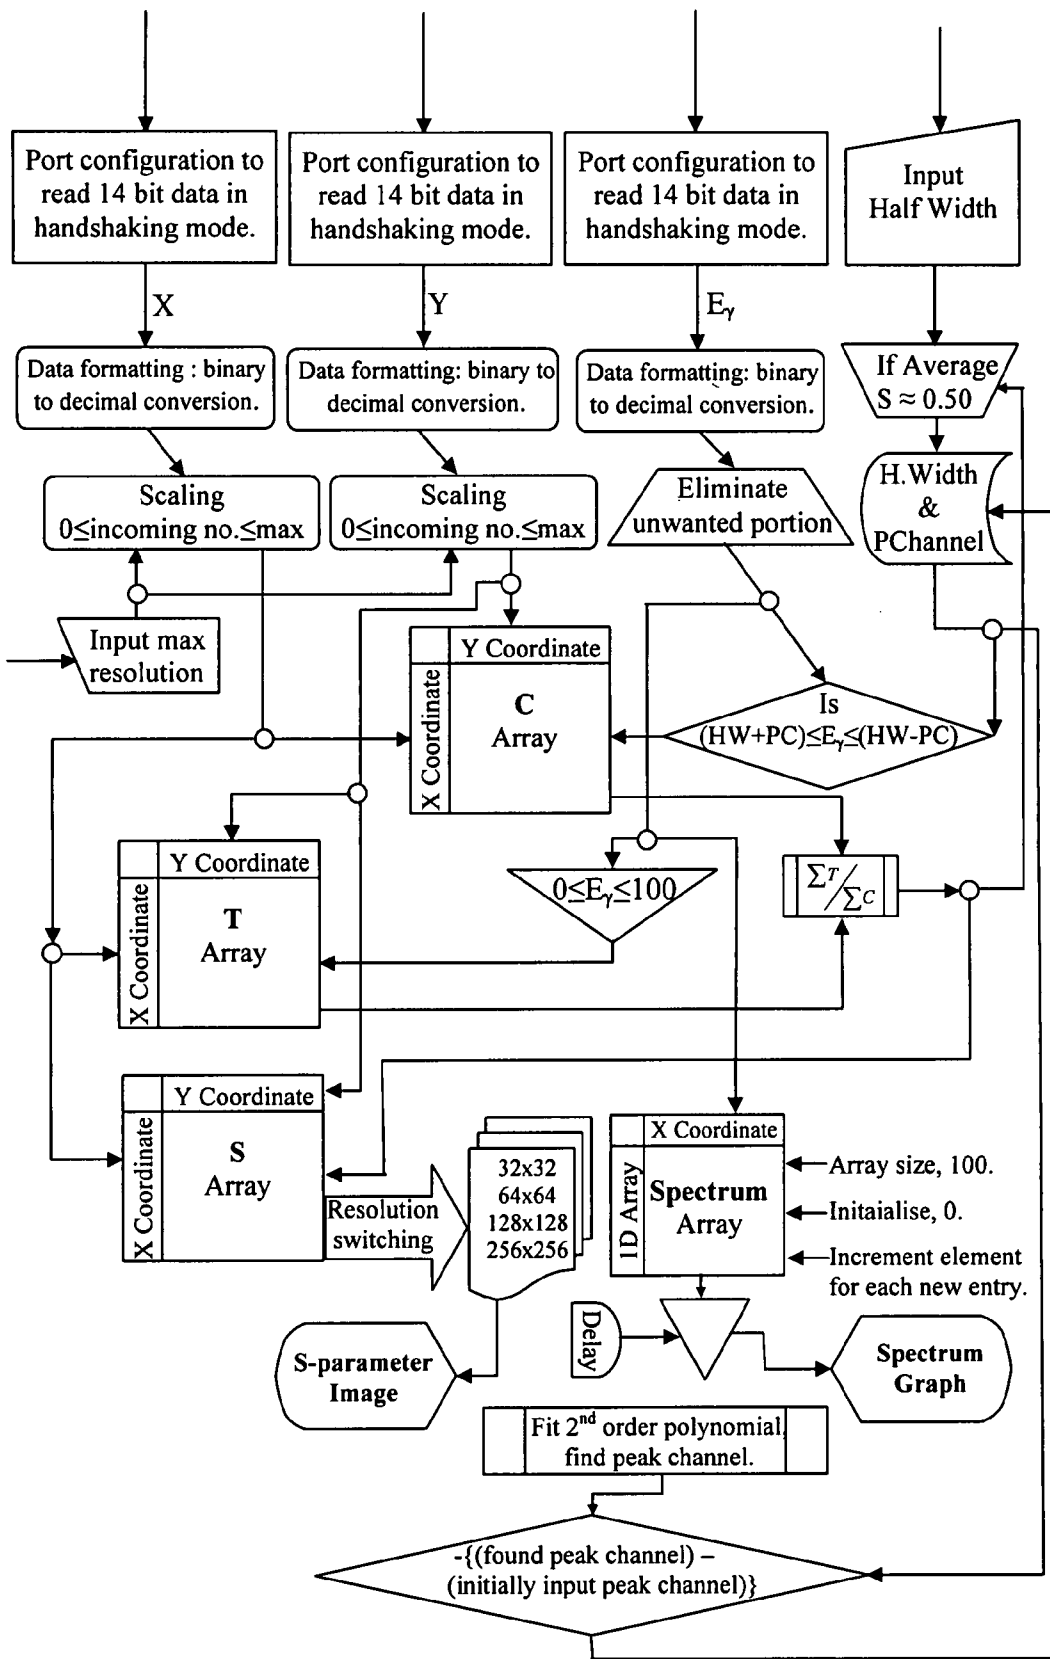 Port configuration to
read 14 bit data in
handshaking mode.
Port configuration to
read 14 bit data in
handshaking mode.
Port configuration to
read 14 bit data in
handshaking mode.
Input
Half Width
X
Y
Eγ
Data formatting : binary
to decimal conversion.
Data formatting: binary to
decimal conversion.
Data formatting: binary
to decimal conversion.
If Average
S ≈ 0.50
Scaling
0≤incoming no.≤max
Scaling
0≤incoming no.≤max
Eliminate
unwanted portion
H.Width
&
PChannel
Input max
resolution
Y Coordinate
X Coordinate
C
Array
Is
(HW+PC)≤Eγ≤(HW-PC)
Y Coordinate
X Coordinate
T
Array
0≤Eγ≤100
ΣT/ΣC
Y Coordinate
X Coordinate
S
Array
Resolution
switching
32x32
64x64
128x128
256x256
X Coordinate
1D Array
Spectrum
Array
Array size, 100.
Initaialise, 0.
Increment element
for each new entry.
Delay
S-parameter
Image
Spectrum
Graph
Fit 2nd order polynomial,
find peak channel.
-{(found peak channel) –
(initially input peak channel)}